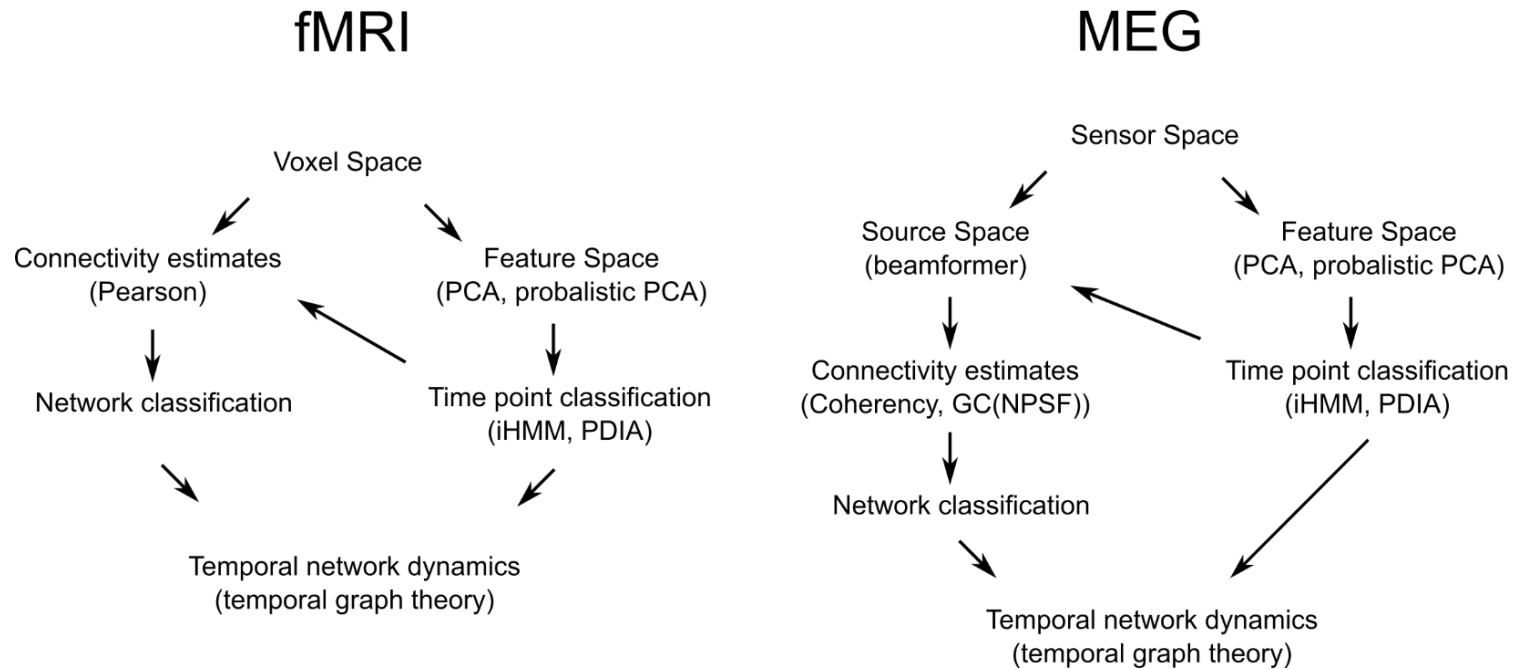 fMRI
Voxel Space
Connectivity estimates
(Pearson)
Feature Space
(PCA, probalistic PCA)
Network classification
Time point classification
(iHMM, PDIA)
Temporal network dynamics
(temporal graph theory)
MEG
Sensor Space
Source Space
(beamformer)
Feature Space
(PCA, probalistic PCA)
Connectivity estimates
(Coherency, GC(NPSF))
Time point classification
(iHMM, PDIA)
Network classification
Temporal network dynamics
(temporal graph theory)